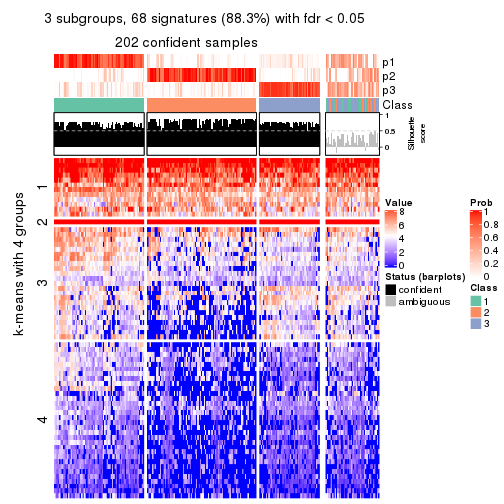 3 subgroups, 68 signatures (88.3%) with fdr < 0.05
202 confident samples
p1
p2
p3
Class
1
0.5
0
Silhouette
score
k-means with 4 groups
1
2
3
4
Value
8
6
4
2
0
Status (barplots)
confident
ambiguous
Prob
1
0.8
0.6
0.4
0.2
0
Class
1
2
3